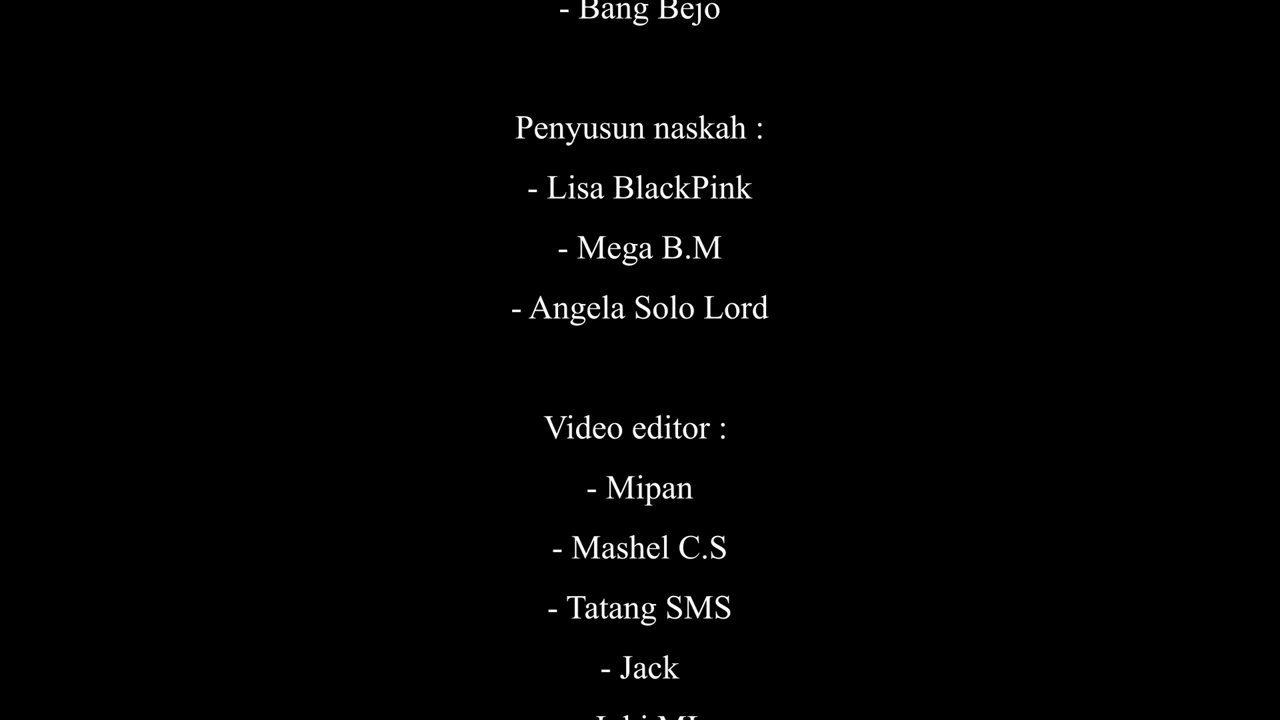 - Bang Bejo
Penyusun naskah :
- Lisa BlackPink
- Mega B.M
- Angela Solo Lord
Video editor :
- Mipan
- Mashel C.S
- Tatang SMS
- Jack